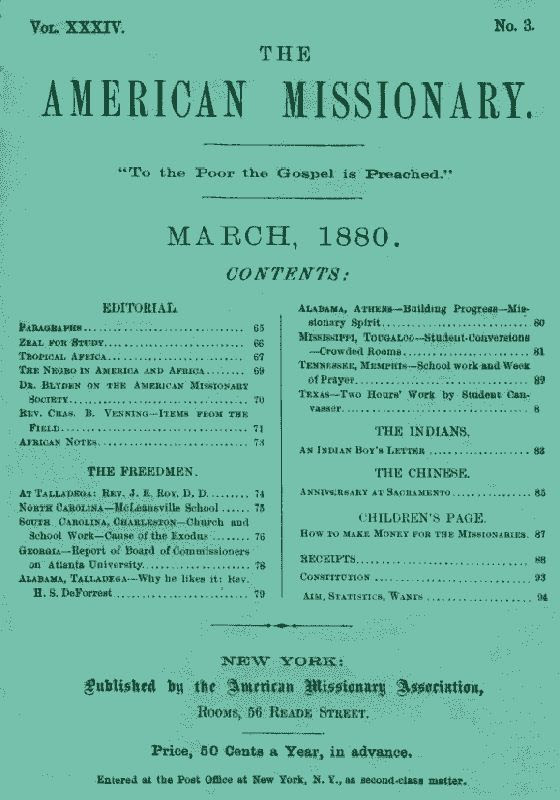 VOL. XXXIV.
No. 3.
THE
AMERICAN MISSIONARY.
“To the Poor the Gospel is Preached.”
MARCH, 1880.
CONTENTS:
EDITORIAL.
PARAGRAPHS 65
ZEAL FOR STUDY 66
TROPICAL AFRICA 67
THE NEGRO IN AMERICA AND AFRICA 69
DR. BLYDEN ON THE AMERICAN MISSIONARY
SOCIETY 70
REV. CHAS. B. VENNING—ITEMS FROM THE
FIELD 71
AFRICAN NOTES 73
THE FREEDMEN.
AT TALLADEGA: REV. J. E. ROY, D. D. 74
NORTH CAROLINA—McLeansville School 75
SOUTH CAROLINA, CHARLESTON—Church and
School Work—Cause of the Exodus 76
GEORGIA—Report of Board of Commissioners
on Atlanta University 78
ALABAMA, TALLADEGA—Why he likes it: Rev.
H. S. DeForrest 79
ALABAMA, ATHENS—Building Progress—Mis-
sionary Spirit 80
MISSISSIPPI, TOUGALOO—Student Conversions
—Crowded Rooms 81
TENNESSEE, MEMPHIS—School work and Week
of Prayer
TEXAS—Two Hours’ Work by Student Can-
vasser 8
THE INDIANS.
AN INDIAN BOY’S LETTER 83
THE CHINESE.
ANNIVERSARY AT SACRAMENTO 85
CHILDREN’S PAGE.
HOW TO MAKE MONEY FOR THE MISSIONARIES. 87
RECEIPTS 88
CONSTITUTION 93
AIM, STATISTICS, WANTS 94
NEW YORK:
Published by the American Missionary Association,
ROOMS, 56 READE STREET.
Price, 50 Cents a Year, in advance.
Entered at the Post Office at New York, N. Y., as second-class matter.